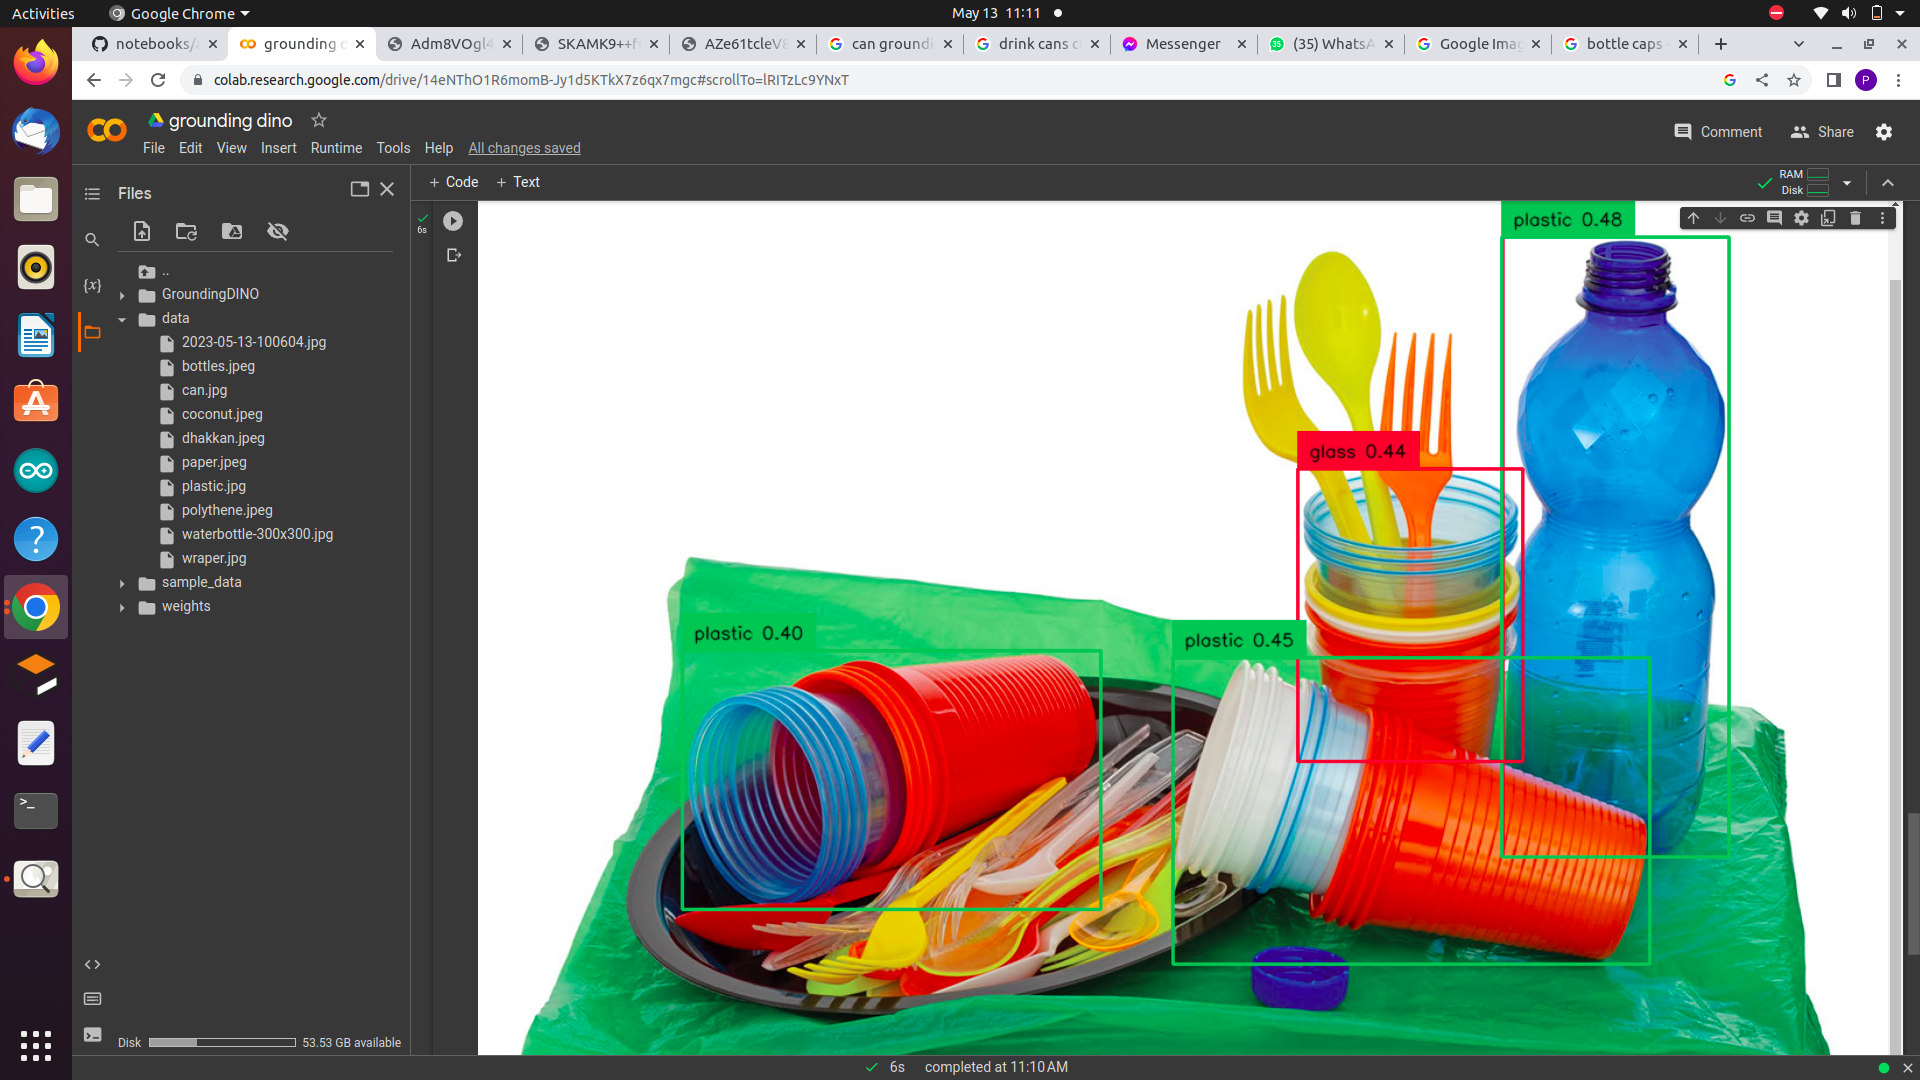 Activities
Google Chrome
May 13 11:11
notebooks/
grounding
Adm8VOgl4
SKAMK9++f
AZe61tcleV
can groundi
drink cans c
Messenger
(35) WhatsA
Google Imag
bottle caps
colab.research.google.com/drive/14eNThO1R6momB-Jy1d5KTkX7z6qx7mgc#scrollTo=lRITzLc9YNxT
P
grounding dino
File Edit View Insert Runtime Tools Help All changes saved
Comment
Share
Files
+ Code + Text
RAM
Disk
6s
{x}
..
GroundingDINO
data
2023-05-13-100604.jpg
bottles.jpeg
can.jpg
coconut.jpeg
dhakkan.jpeg
paper.jpeg
plastic.jpg
polythene.jpeg
waterbottle-300x300.jpg
wraper.jpg
sample_data
weights
plastic 0.48
glass 0.44
plastic 0.40
plastic 0.45
Disk
53.53 GB available
6s completed at 11:10 AM